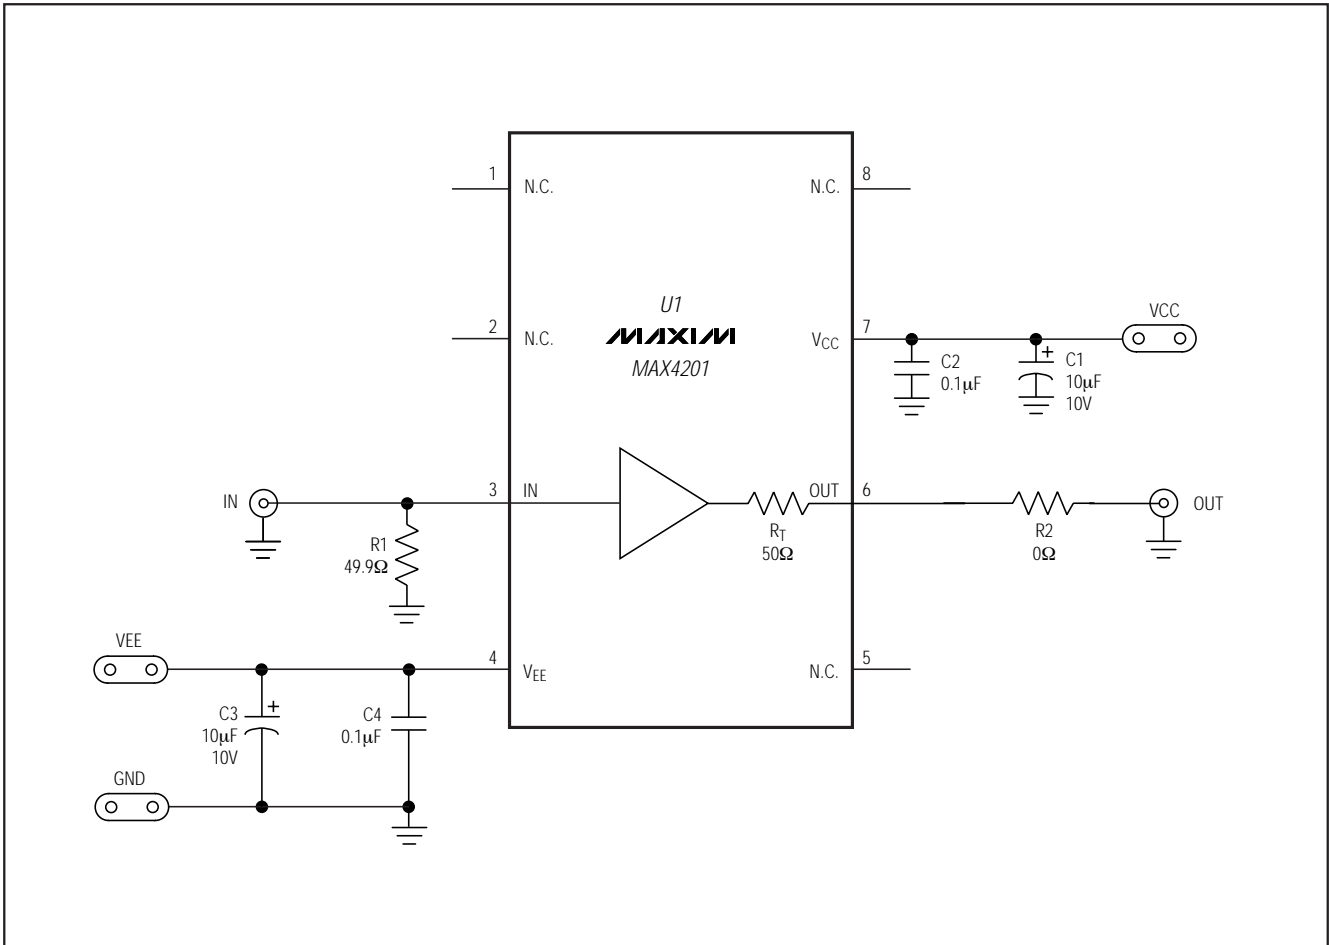 1
N.C.
N.C.
8
U1
MAXIM
MAX4201
2
N.C.
VCC
7
VCC
C2
0.1µF
+
C1
10µF
10V
IN
3
IN
OUT
6
OUT
R1
49.9Ω
RT
50Ω
R2
0Ω
VEE
4
VEE
N.C.
5
C3
10µF
10V
+
C4
0.1µF
GND